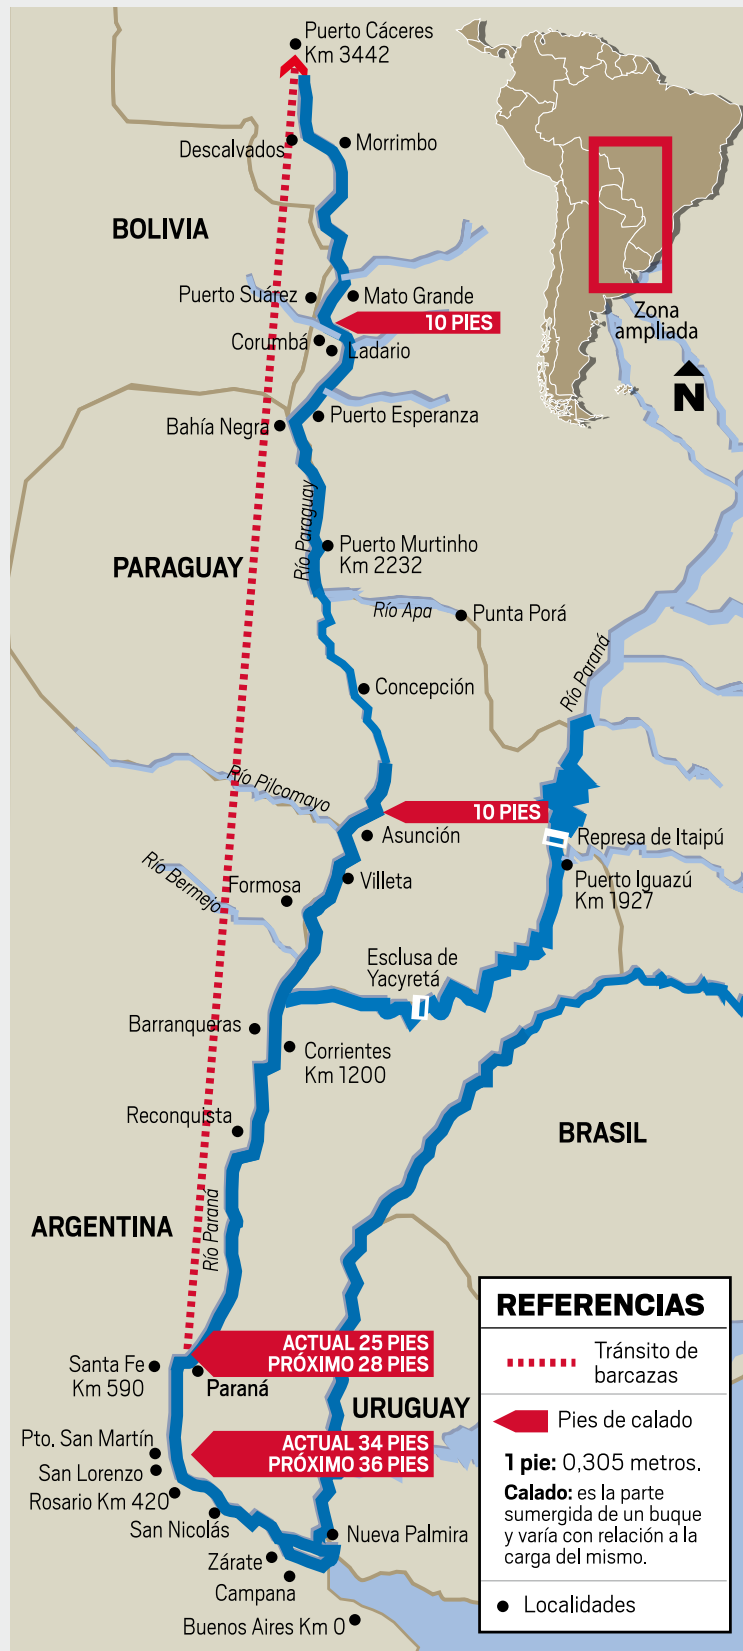 Puerto Cáceres
Km 3442
Descalvados
Morrimbo
BOLIVIA
Zona
ampliada
N
Puerto Suárez
Mato Grande
10 PIES
Corumbá
Ladario
Bahía Negra
Puerto Esperanza
Río Paraguay
PARAGUAY
Puerto Murtinho
Km 2232
Río Apa
Punta Porá
Río Paraná
Concepción
Río Pilcomayo
10 PIES
Asunción
Represa de Itaipú
Río Bermejo
Formosa
Villeta
Puerto Iguazú
Km 1927
Esclusa de
Yacyretá
Barranqueras
Corrientes
Km 1200
Reconquista
BRASIL
Río Paraná
ARGENTINA
ACTUAL 25 PIES
PRÓXIMO 28 PIES
Santa Fe
Km 590
Paraná
URUGUAY
Pto. San Martín
ACTUAL 34 PIES
PRÓXIMO 36 PIES
San Lorenzo
Rosario Km 420
San Nicolás
Nueva Palmira
Zárate
Campana
Buenos Aires Km 0
REFERENCIAS
Tránsito de
barcazas
Pies de calado
1 pie: 0,305 metros.
Calado: es la parte
sumergida de un buque
y varía con relación a la
carga del mismo.
Localidades